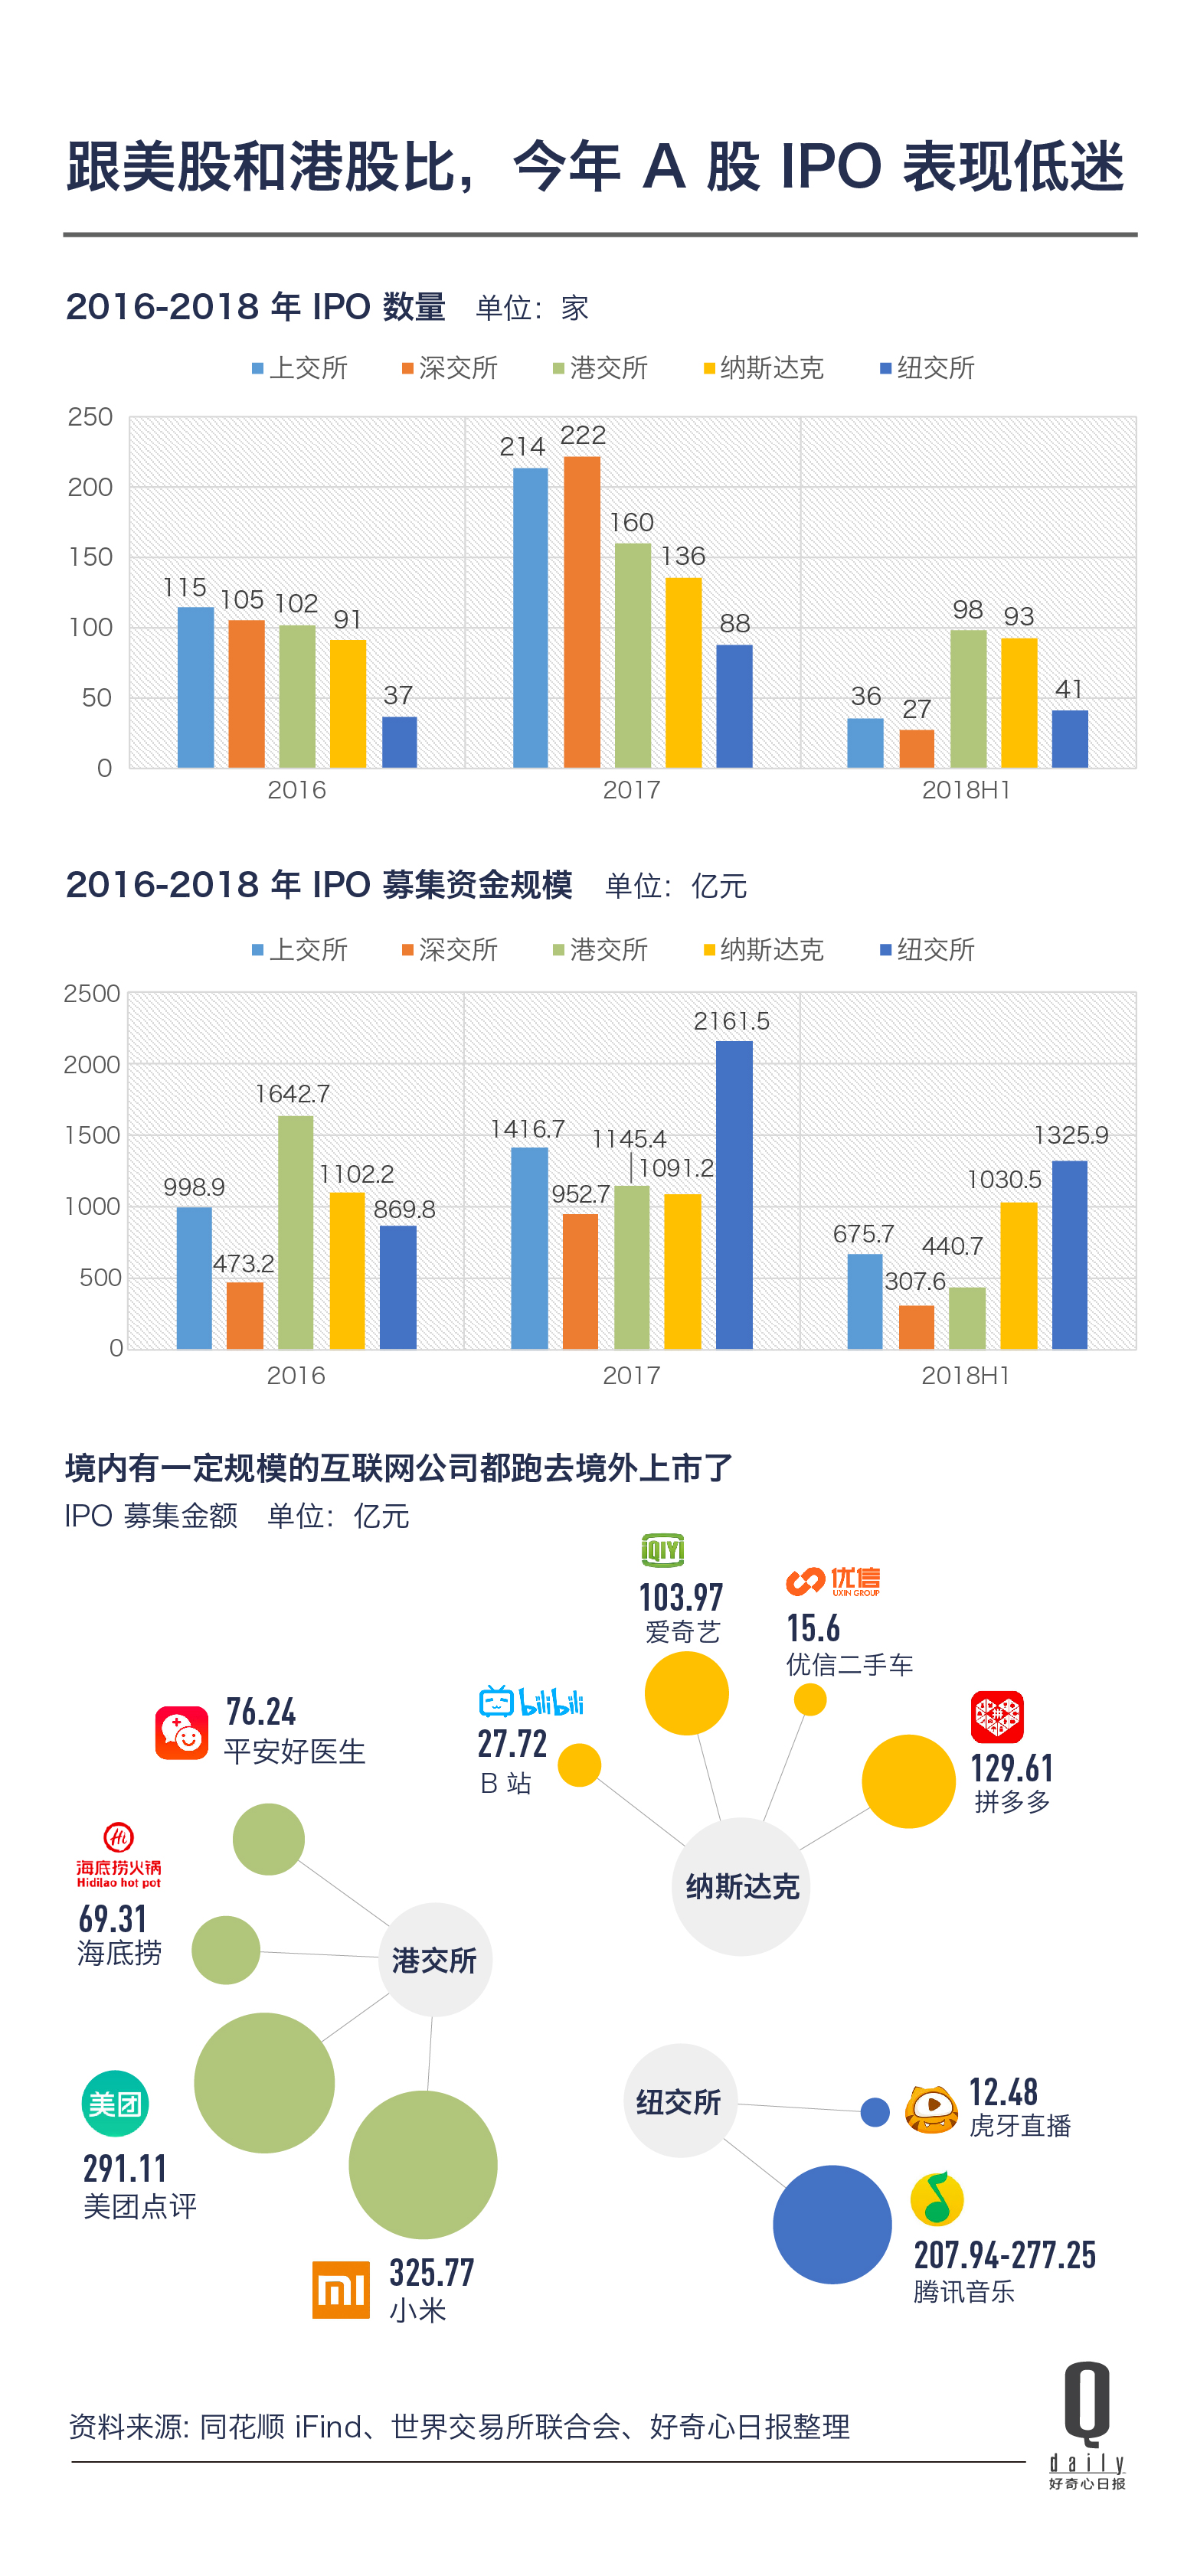 跟美股和港股比，今年 A 股 IPO 表现低迷
2016-2018 年 IPO 数量 单位：家
上交所 深交所 港交所 纳斯达克 纽交所
250
200
150
100
50
0
115 105 102 91 37
214 222 160 136 88
36 27 98 93 41
2016 2017 2018H1
2016-2018 年 IPO 募集资金规模 单位：亿元
上交所 深交所 港交所 纳斯达克 纽交所
2500
2000
1500
1000
500
0
998.9 473.2 1642.7 1102.2 869.8
1416.7 952.7 1145.4 1091.2 2161.5
675.7 307.6 440.7 1030.5 1325.9
2016 2017 2018H1
境内有一定规模的互联网公司都跑去境外上市了
IPO 募集金额 单位：亿元
iQIYI
103.97
爱奇艺
优信
UXIN GROUP
15.6
优信二手车
bilibili
27.72
B 站
拼
129.61
拼多多
纳斯达克
76.24
平安好医生
Hi
海底捞火锅
Hidilao hot pot
69.31
海底捞
港交所
美团
291.11
美团点评
MI
325.77
小米
纽交所
12.48
虎牙直播
207.94-277.25
腾讯音乐
资料来源: 同花顺 iFind、世界交易所联合会、好奇心日报整理
Q
daily
好奇心日报